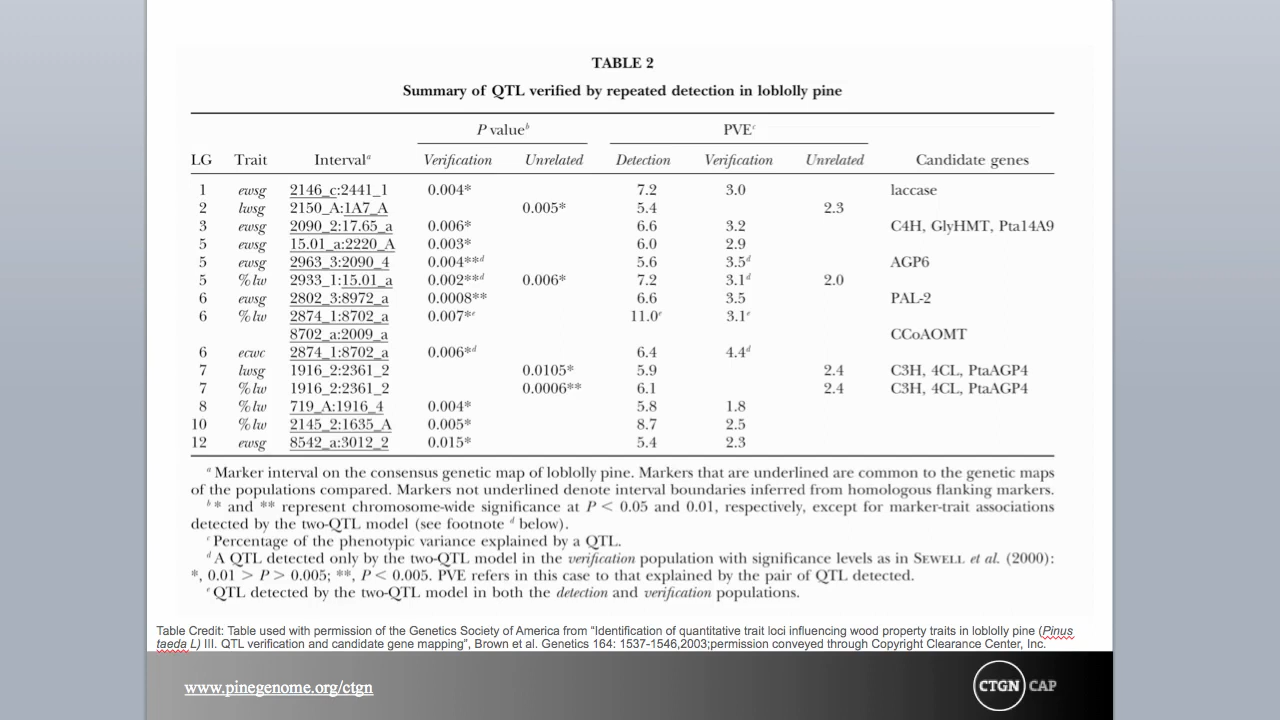 TABLE 2
Summary of QTL verified by repeated detection in loblolly pine
P valueᵇ PVEᶜ
LG Trait Intervalᵃ Verification Unrelated Detection Verification Unrelated Candidate genes
1 ewsg 2146_c:2441_1 0.004* 7.2 3.0 laccase
2 lwsg 2150_A:1A7_A 0.005* 5.4 2.3
3 ewsg 2090_2:17.65_a 0.006* 6.6 3.2 C4H, GlyHMT, Pta14A9
5 ewsg 15.01_a:2220_A 0.003* 6.0 2.9
5 ewsg 2963_3:2090_4 0.004**ᵈ 5.6 3.5ᵈ AGP6
5 %lw 2933_1:15.01_a 0.002**ᵈ 0.006* 7.2 3.1ᵈ 2.0
6 ewsg 2802_3:8972_a 0.0008** 6.6 3.5 PAL-2
6 %lw 2874_1:8702_a 0.007*ᵉ 11.0ᵉ 3.1ᵉ
8702_a:2009_a CCoAOMT
6 ecwc 2874_1:8702_a 0.006*ᵈ 6.4 4.4ᵈ
7 lwsg 1916_2:2361_2 0.0105* 5.9 2.4 C3H, 4CL, PtaAGP4
7 %lw 1916_2:2361_2 0.0006** 6.1 2.4 C3H, 4CL, PtaAGP4
8 %lw 719_A:1916_4 0.004* 5.8 1.8
10 %lw 2145_2:1635_A 0.005* 8.7 2.5
12 ewsg 8542_a:3012_2 0.015* 5.4 2.3
ᵃ Marker interval on the consensus genetic map of loblolly pine. Markers that are underlined are common to the genetic maps
of the populations compared. Markers not underlined denote interval boundaries inferred from homologous flanking markers.
ᵇ * and ** represent chromosome-wide significance at P < 0.05 and 0.01, respectively, except for marker-trait associations
detected by the two-QTL model (see footnote ᵈ below).
ᶜ Percentage of the phenotypic variance explained by a QTL.
ᵈ A QTL detected only by the two-QTL model in the verification population with significance levels as in SEWELL et al. (2000):
*, 0.01 > P > 0.005; **, P < 0.005. PVE refers in this case to that explained by the pair of QTL detected.
ᵉ QTL detected by the two-QTL model in both the detection and verification populations.
Table Credit: Table used with permission of the Genetics Society of America from “Identification of quantitative trait loci influencing wood property traits in loblolly pine (Pinus
taeda L) III. QTL verification and candidate gene mapping”, Brown et al. Genetics 164: 1537-1546,2003;permission conveyed through Copyright Clearance Center, Inc.
www.pinegenome.org/ctgn
CTGN CAP